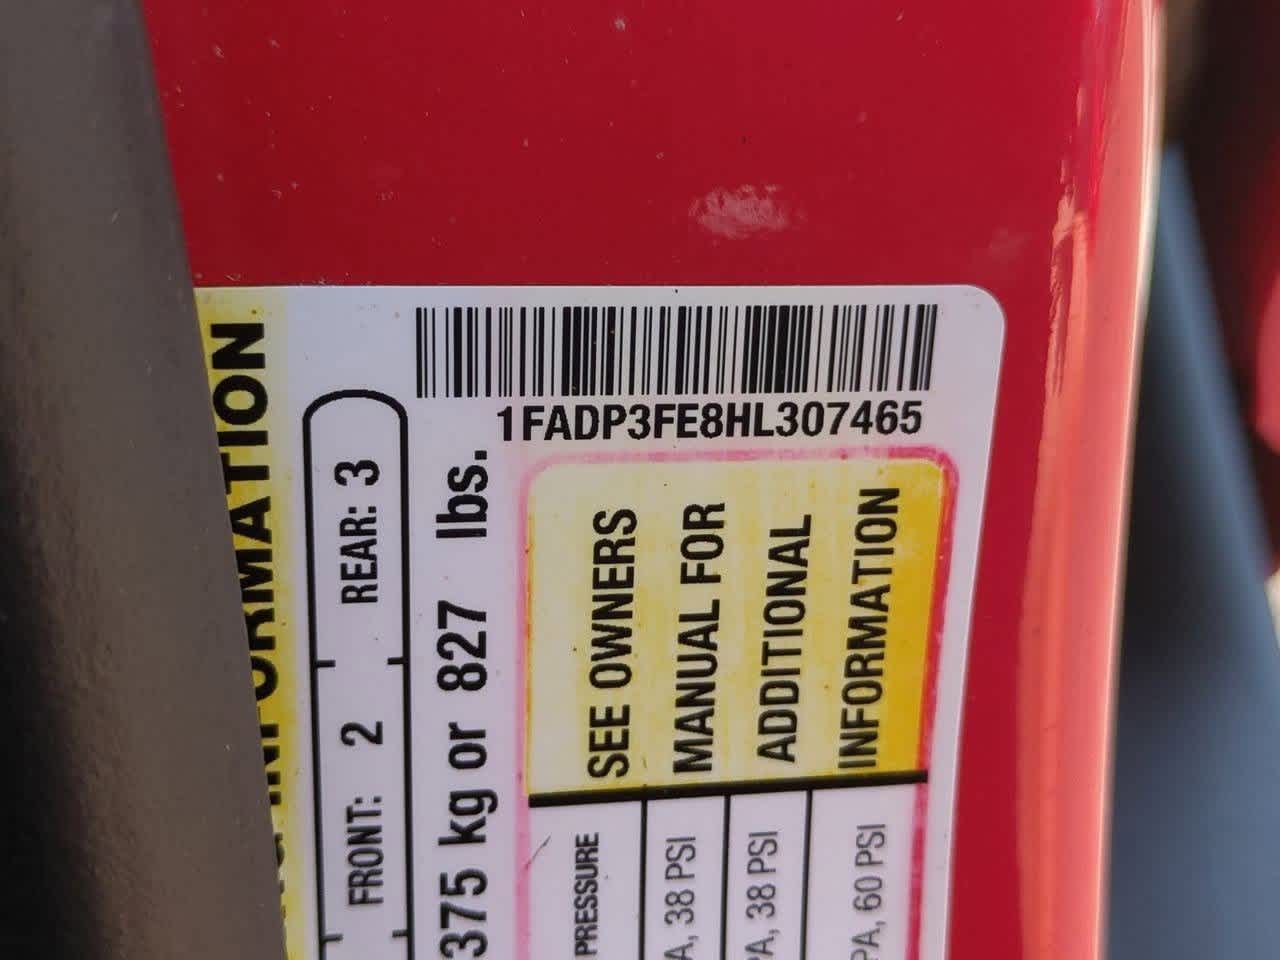 1FADP3FE8HL307465
INFORMATION
FRONT: 2 REAR: 3
375 kg or 827 lbs.
SEE OWNERS
MANUAL FOR
ADDITIONAL
INFORMATION
PRESSURE
38 PSI
38 PSI
60 PSI